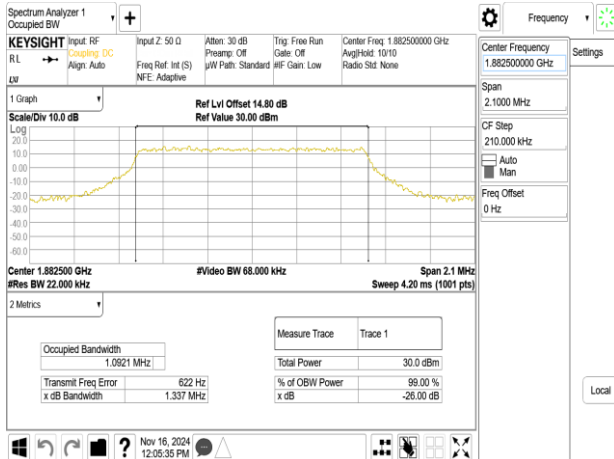 Spectrum Analyzer 1
Occupied BW
KEYSIGHT
RL
LXI
Input: RF
Coupling: DC
Align: Auto
Input Z: 50 Ω
Freq Ref: Int (S)
NFE: Adaptive
Atten: 30 dB
Preamp: Off
µW Path: Standard
Trig: Free Run
Gate: Off
#IF Gain: Low
Center Freq: 1.882500000 GHz
Avg|Hold: 10/10
Radio Std: None
1 Graph
Scale/Div 10.0 dB
Ref Lvl Offset 14.80 dB
Ref Value 30.00 dBm
Log
20.0
10.0
0.00
-10.0
-20.0
-30.0
-40.0
-50.0
-60.0
Center 1.882500 GHz
#Video BW 68.000 kHz
Span 2.1 MHz
#Res BW 22.000 kHz
Sweep 4.20 ms (1001 pts)
2 Metrics
Occupied Bandwidth
1.0921 MHz
Transmit Freq Error 622 Hz
x dB Bandwidth 1.337 MHz
Measure Trace Trace 1
Total Power 30.0 dBm
% of OBW Power 99.00 %
x dB -26.00 dB
Nov 16, 2024
12:05:35 PM
Frequency
Center Frequency
1.882500000 GHz
Span
2.1000 MHz
CF Step
210.000 kHz
Auto
Man
Freq Offset
0 Hz
Settings
Local